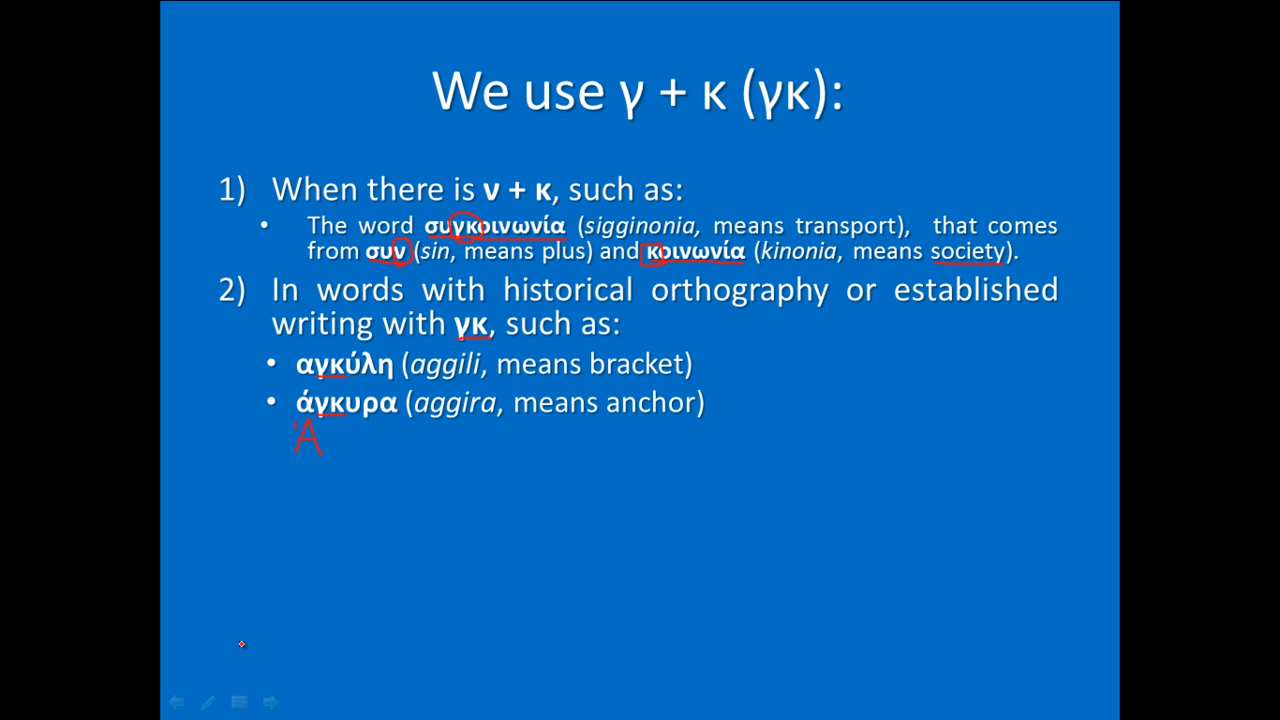 We use γ + κ (γκ):
1) When there is ν + κ, such as:
• The word συγκοινωνία (sigginonia, means transport), that comes
from συν (sin, means plus) and κοινωνία (kinonia, means society).
2) In words with historical orthography or established
writing with γκ, such as:
• αγκύλη (aggili, means bracket)
• άγκυρα (aggira, means anchor)
Ά